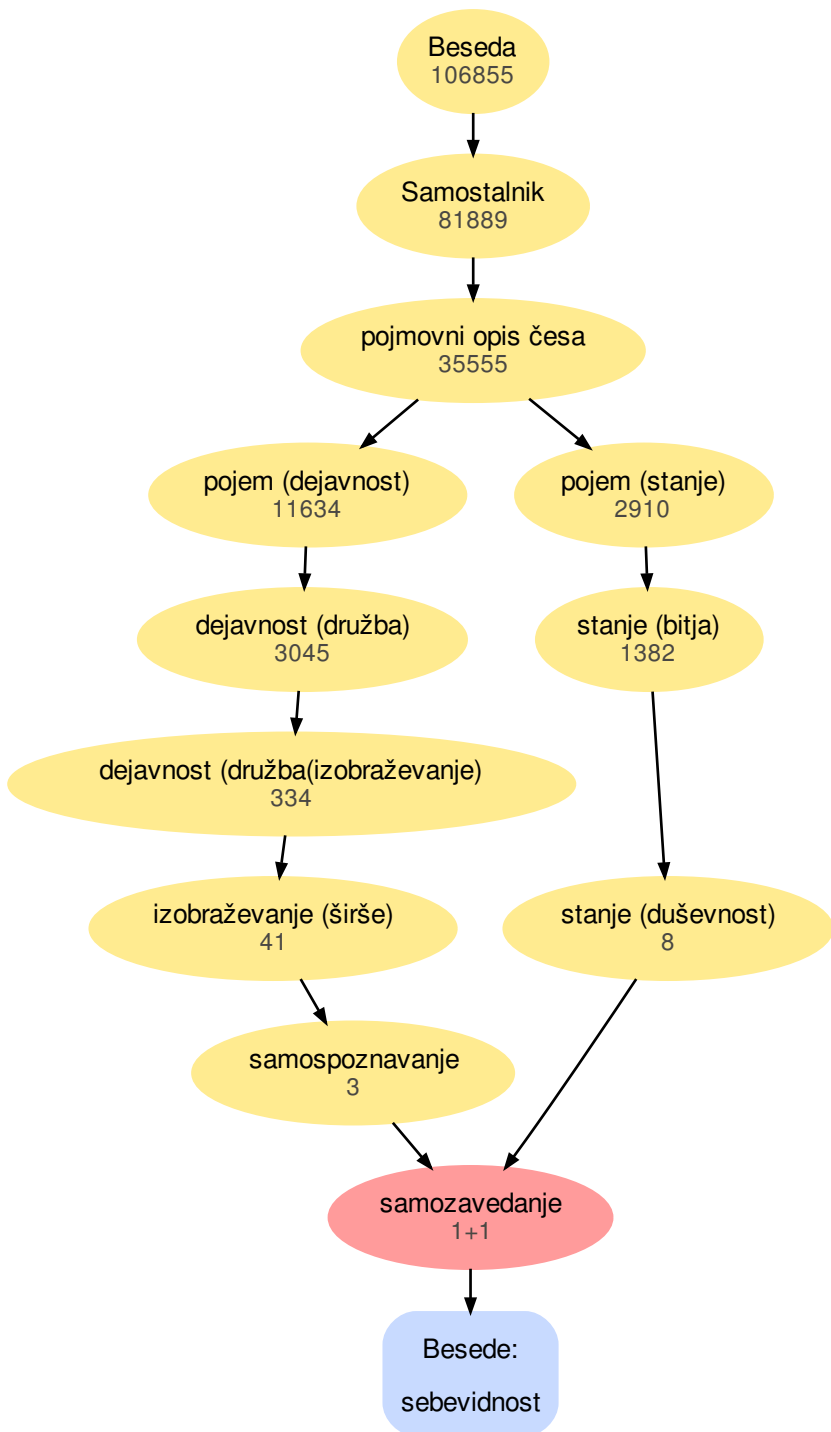 Beseda
106855
Samostalnik
81889
pojmovni opis česa
35555
pojem (dejavnost)
11634
pojem (stanje)
2910
dejavnost (družba)
3045
stanje (bitja)
1382
dejavnost (družba(izobraževanje)
334
izobraževanje (širše)
41
stanje (duševnost)
8
samospoznavanje
3
samozavedanje
1+1
Besede:
sebevidnost